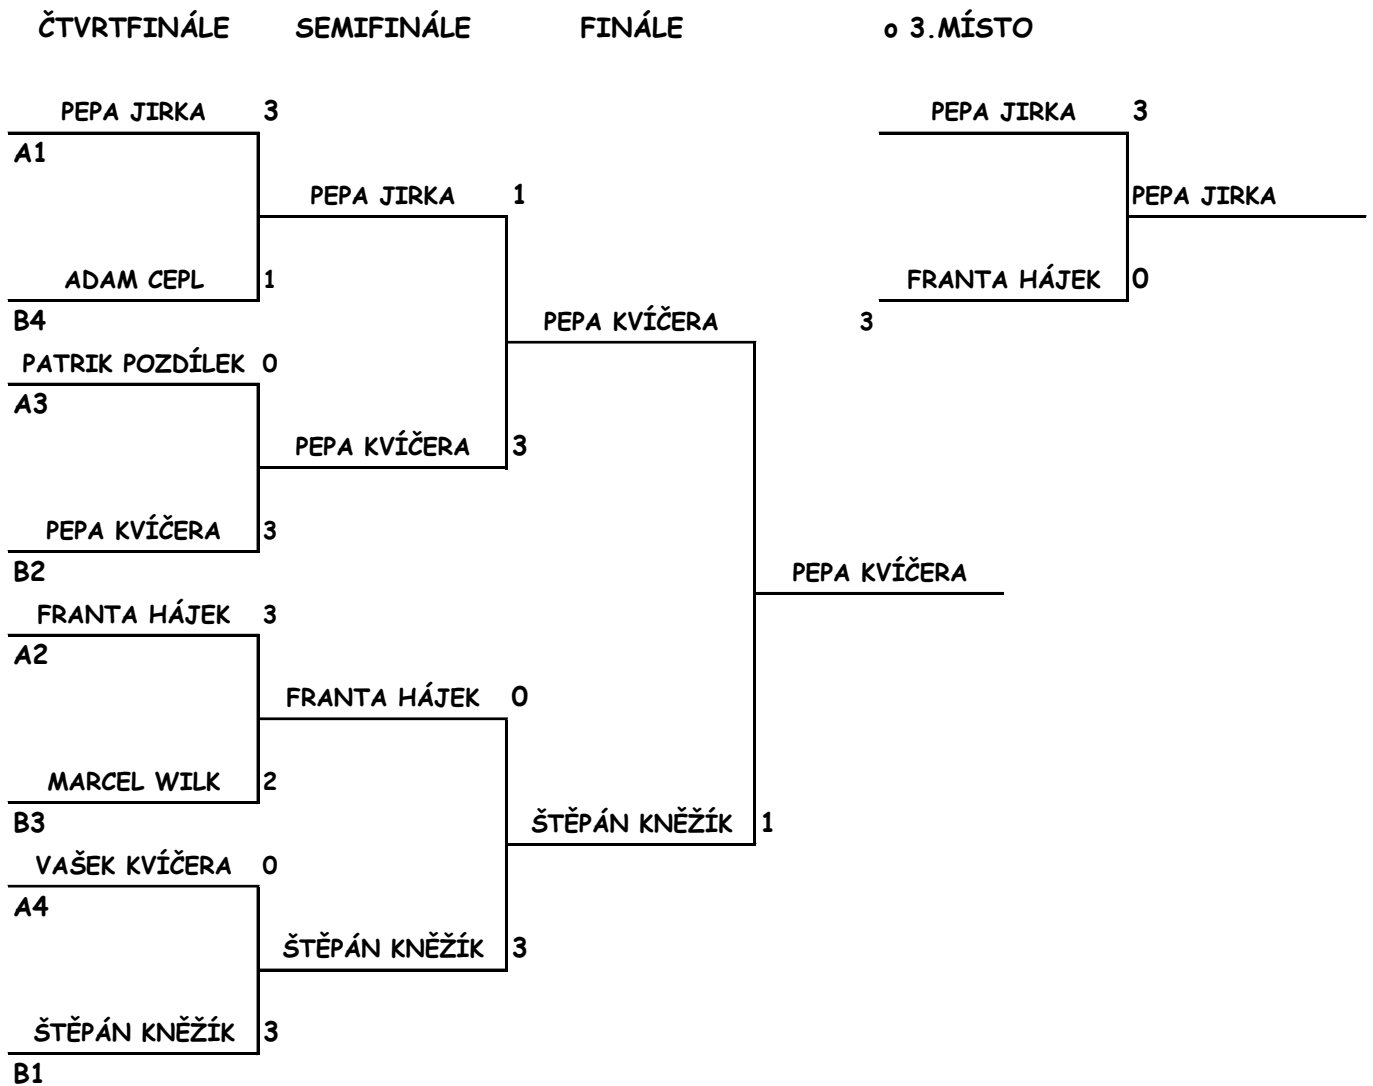 ČTVRTFINÁLE SEMIFINÁLE FINÁLE o 3.MÍSTO
PEPA JIRKA 3 PEPA JIRKA 3
A1
PEPA JIRKA 1 PEPA JIRKA
ADAM CEPL 1 FRANTA HÁJEK 0
B4 PEPA KVÍČERA 3
PATRIK POZDÍLEK 0
A3
PEPA KVÍČERA 3
PEPA KVÍČERA 3
B2 PEPA KVÍČERA
FRANTA HÁJEK 3
A2
FRANTA HÁJEK 0
MARCEL WILK 2
B3 ŠTĚPÁN KNĚŽÍK 1
VAŠEK KVÍČERA 0
A4
ŠTĚPÁN KNĚŽÍK 3
ŠTĚPÁN KNĚŽÍK 3
B1